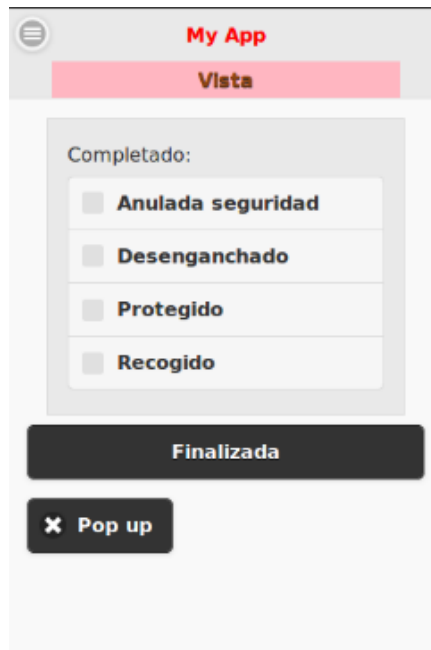 My App
Vista
Completado:
Anulada seguridad
Desenganchado
Protegido
Recogido
Finalizada
Pop up